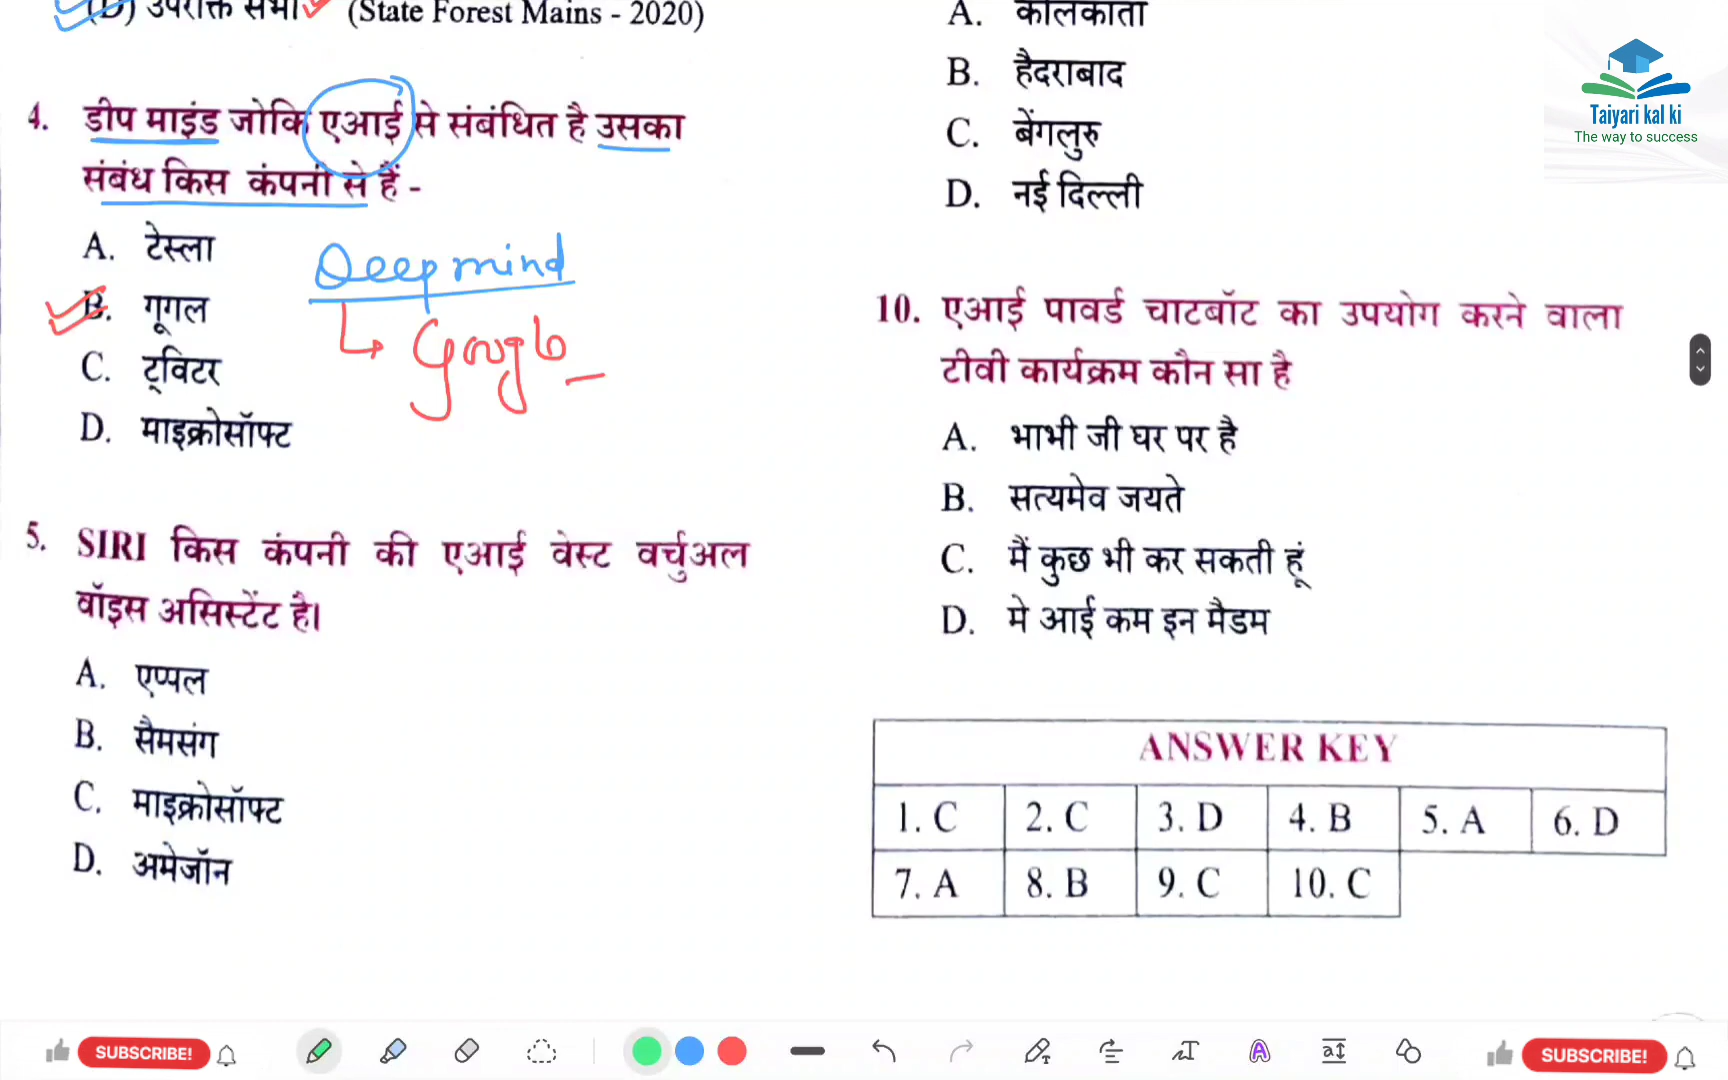 (D) उपरोक्त सभी (State Forest Mains - 2020)
4. डीप माइंड जोकि एआई से संबंधित है उसका
संबंध किस कंपनी से हैं -
A. टेस्ला
B. गूगल
C. ट्विटर
D. माइक्रोसॉफ्ट
Deepmind
Google
5. SIRI किस कंपनी की एआई वेस्ट वर्चुअल
वॉइस असिस्टेंट है।
A. एप्पल
B. सैमसंग
C. माइक्रोसॉफ्ट
D. अमेजॉन
A. कोलकाता
B. हैदराबाद
C. बेंगलुरु
D. नई दिल्ली
10. एआई पावर्ड चाटबॉट का उपयोग करने वाला
टीवी कार्यक्रम कौन सा है
A. भाभी जी घर पर है
B. सत्यमेव जयते
C. मैं कुछ भी कर सकती हूं
D. मे आई कम इन मैडम
ANSWER KEY
1. C 2. C 3. D 4. B 5. A 6. D
7. A 8. B 9. C 10. C
Taiyari kal ki
The way to success
SUBSCRIBE!
SUBSCRIBE!